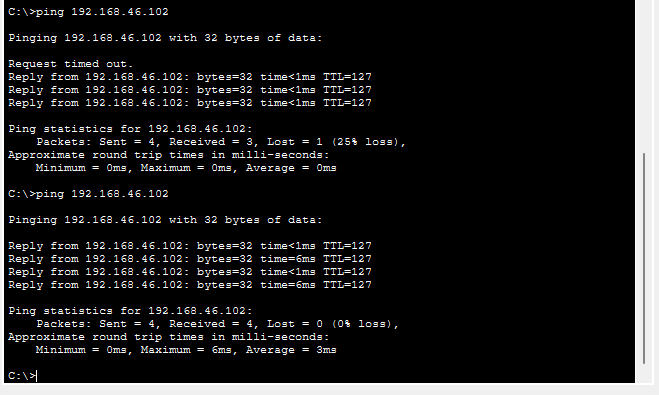 C:\>ping 192.168.46.102
Pinging 192.168.46.102 with 32 bytes of data:
Request timed out.
Reply from 192.168.46.102: bytes=32 time<1ms TTL=127
Reply from 192.168.46.102: bytes=32 time<1ms TTL=127
Reply from 192.168.46.102: bytes=32 time<1ms TTL=127
Ping statistics for 192.168.46.102:
    Packets: Sent = 4, Received = 3, Lost = 1 (25% loss),
Approximate round trip times in milli-seconds:
    Minimum = 0ms, Maximum = 0ms, Average = 0ms
C:\>ping 192.168.46.102
Pinging 192.168.46.102 with 32 bytes of data:
Reply from 192.168.46.102: bytes=32 time<1ms TTL=127
Reply from 192.168.46.102: bytes=32 time=6ms TTL=127
Reply from 192.168.46.102: bytes=32 time<1ms TTL=127
Reply from 192.168.46.102: bytes=32 time=6ms TTL=127
Ping statistics for 192.168.46.102:
    Packets: Sent = 4, Received = 4, Lost = 0 (0% loss),
Approximate round trip times in milli-seconds:
    Minimum = 0ms, Maximum = 6ms, Average = 3ms
C:\>